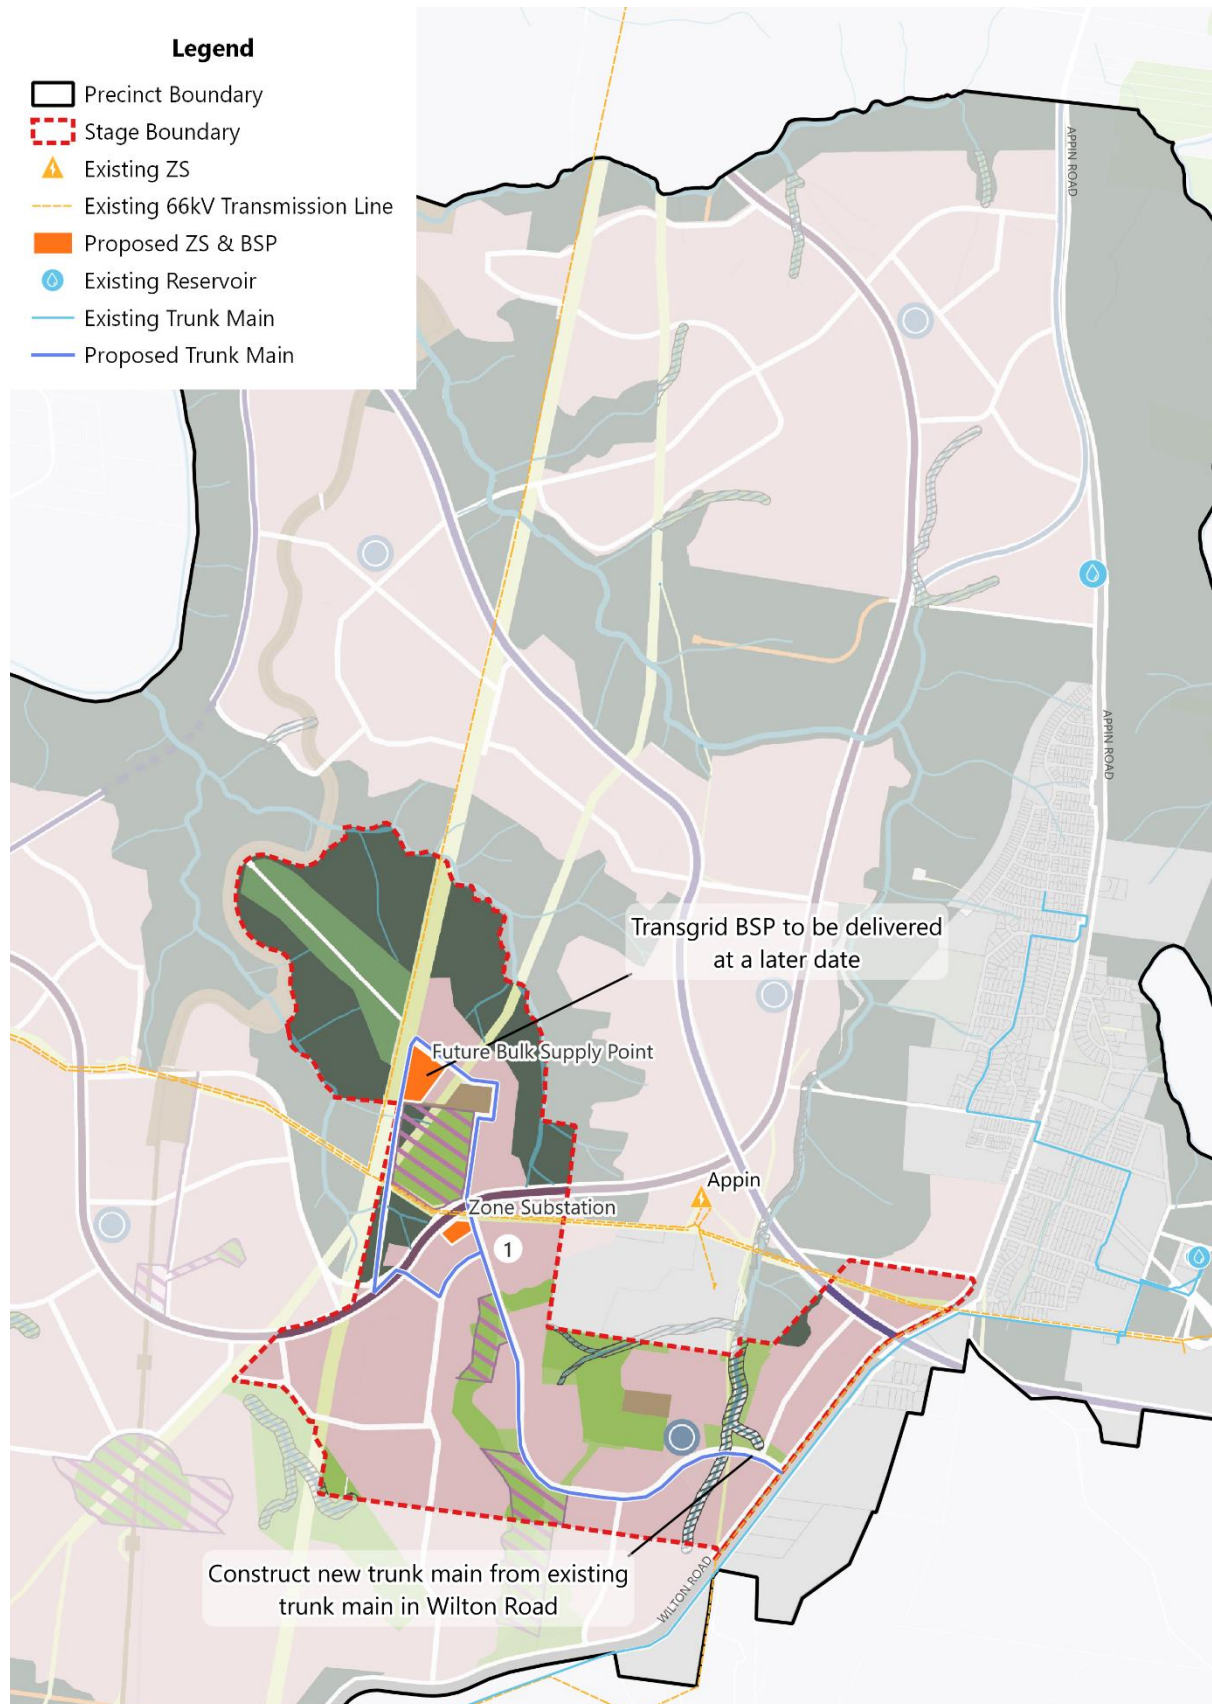 Legend
Precinct Boundary
Stage Boundary
Existing ZS
Existing 66kV Transmission Line
Proposed ZS & BSP
Existing Reservoir
Existing Trunk Main
Proposed Trunk Main
APPIN ROAD
APPIN ROAD
Transgrid BSP to be delivered
at a later date
Future Bulk Supply Point
Appin
Zone Substation
1
Construct new trunk main from existing
trunk main in Wilton Road
WILTON ROAD